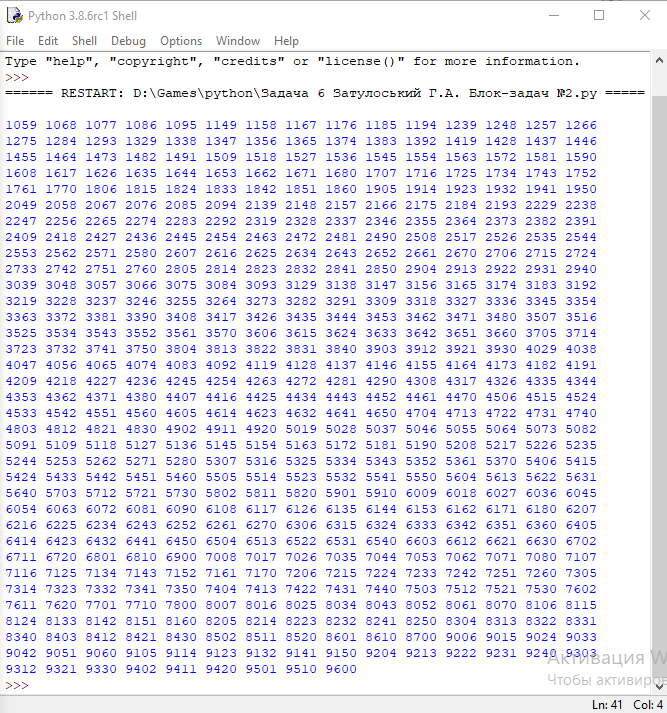 Python 3.8.6rc1 Shell
File Edit Shell Debug Options Window Help
Type "help", "copyright", "credits" or "license()" for more information.
>>>
====== RESTART: D:\Games\python\Задача 6 Затулоський Г.А. Блок-задач №2.py =====
1059 1068 1077 1086 1095 1149 1158 1167 1176 1185 1194 1239 1248 1257 1266
1275 1284 1293 1329 1338 1347 1356 1365 1374 1383 1392 1419 1428 1437 1446
1455 1464 1473 1482 1491 1509 1518 1527 1536 1545 1554 1563 1572 1581 1590
1608 1617 1626 1635 1644 1653 1662 1671 1680 1707 1716 1725 1734 1743 1752
1761 1770 1806 1815 1824 1833 1842 1851 1860 1905 1914 1923 1932 1941 1950
2049 2058 2067 2076 2085 2094 2139 2148 2157 2166 2175 2184 2193 2229 2238
2247 2256 2265 2274 2283 2292 2319 2328 2337 2346 2355 2364 2373 2382 2391
2409 2418 2427 2436 2445 2454 2463 2472 2481 2490 2508 2517 2526 2535 2544
2553 2562 2571 2580 2607 2616 2625 2634 2643 2652 2661 2670 2706 2715 2724
2733 2742 2751 2760 2805 2814 2823 2832 2841 2850 2904 2913 2922 2931 2940
3039 3048 3057 3066 3075 3084 3093 3129 3138 3147 3156 3165 3174 3183 3192
3219 3228 3237 3246 3255 3264 3273 3282 3291 3309 3318 3327 3336 3345 3354
3363 3372 3381 3390 3408 3417 3426 3435 3444 3453 3462 3471 3480 3507 3516
3525 3534 3543 3552 3561 3570 3606 3615 3624 3633 3642 3651 3660 3705 3714
3723 3732 3741 3750 3804 3813 3822 3831 3840 3903 3912 3921 3930 4029 4038
4047 4056 4065 4074 4083 4092 4119 4128 4137 4146 4155 4164 4173 4182 4191
4209 4218 4227 4236 4245 4254 4263 4272 4281 4290 4308 4317 4326 4335 4344
4353 4362 4371 4380 4407 4416 4425 4434 4443 4452 4461 4470 4506 4515 4524
4533 4542 4551 4560 4605 4614 4623 4632 4641 4650 4704 4713 4722 4731 4740
4803 4812 4821 4830 4902 4911 4920 5019 5028 5037 5046 5055 5064 5073 5082
5091 5109 5118 5127 5136 5145 5154 5163 5172 5181 5190 5208 5217 5226 5235
5244 5253 5262 5271 5280 5307 5316 5325 5334 5343 5352 5361 5370 5406 5415
5424 5433 5442 5451 5460 5505 5514 5523 5532 5541 5550 5604 5613 5622 5631
5640 5703 5712 5721 5730 5802 5811 5820 5901 5910 6009 6018 6027 6036 6045
6054 6063 6072 6081 6090 6108 6117 6126 6135 6144 6153 6162 6171 6180 6207
6216 6225 6234 6243 6252 6261 6270 6306 6315 6324 6333 6342 6351 6360 6405
6414 6423 6432 6441 6450 6504 6513 6522 6531 6540 6603 6612 6621 6630 6702
6711 6720 6801 6810 6900 7008 7017 7026 7035 7044 7053 7062 7071 7080 7107
7116 7125 7134 7143 7152 7161 7170 7206 7215 7224 7233 7242 7251 7260 7305
7314 7323 7332 7341 7350 7404 7413 7422 7431 7440 7503 7512 7521 7530 7602
7611 7620 7701 7710 7800 8007 8016 8025 8034 8043 8052 8061 8070 8106 8115
8124 8133 8142 8151 8160 8205 8214 8223 8232 8241 8250 8304 8313 8322 8331
8340 8403 8412 8421 8430 8502 8511 8520 8601 8610 8700 9006 9015 9024 9033
9042 9051 9060 9105 9114 9123 9132 9141 9150 9204 9213 9222 9231 9240 9303
9312 9321 9330 9402 9411 9420 9501 9510 9600
>>>
Активация W
Чтобы активиров
Ln: 41 Col: 4